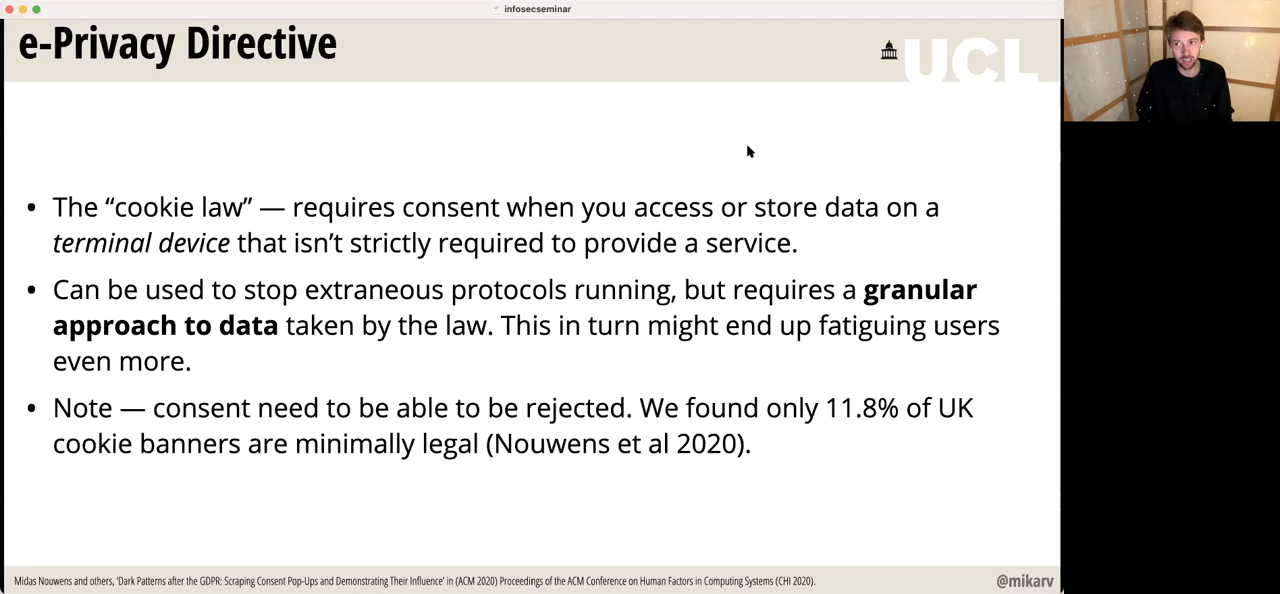 infosecseminar
e-Privacy Directive
UCL
• The “cookie law” — requires consent when you access or store data on a
terminal device that isn’t strictly required to provide a service.
• Can be used to stop extraneous protocols running, but requires a granular
approach to data taken by the law. This in turn might end up fatiguing users
even more.
• Note — consent need to be able to be rejected. We found only 11.8% of UK
cookie banners are minimally legal (Nouwens et al 2020).
Midas Nouwens and others, ‘Dark Patterns after the GDPR: Scraping Consent Pop-Ups and Demonstrating Their Influence’ in (ACM 2020) Proceedings of the ACM Conference on Human Factors in Computing Systems (CHI 2020).
@mikarv